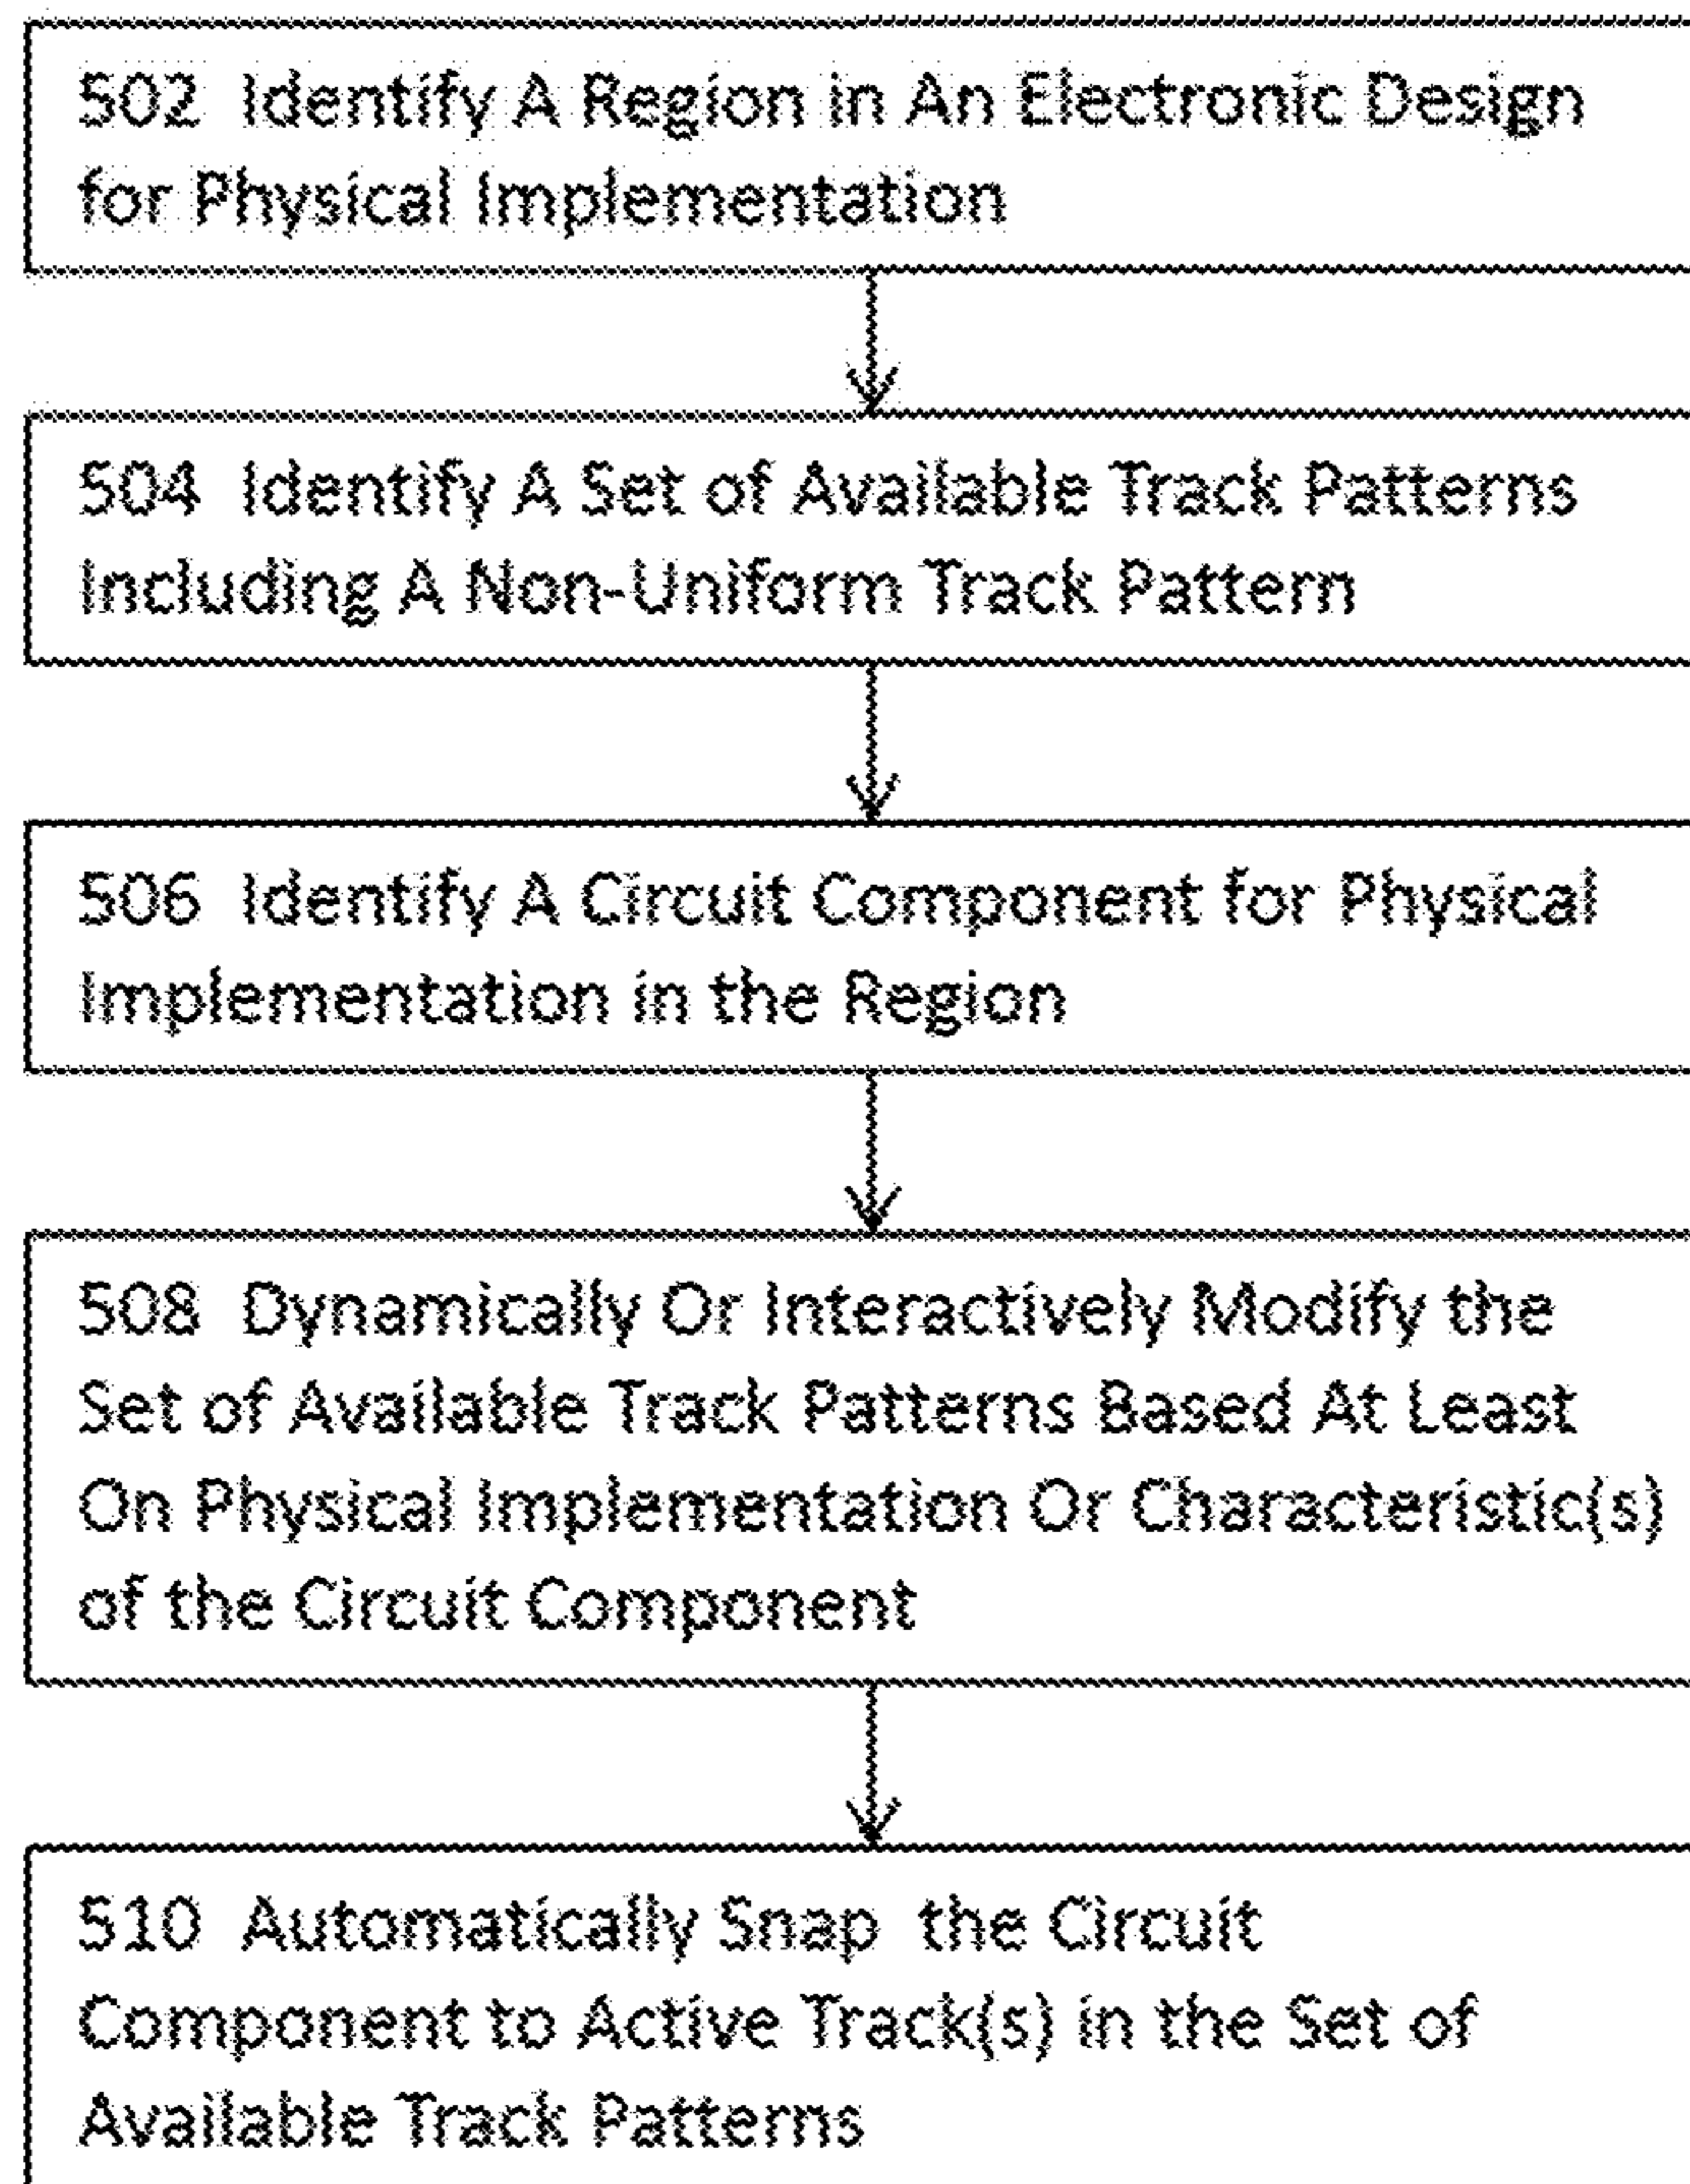 502 Identify A Region in An Electronic Design
for Physical Implementation
504 Identify A Set of Available Track Patterns
Including A Non-Uniform Track Pattern
506 Identify A Circuit Component for Physical
Implementation in the Region
508 Dynamically Or Interactively Modify the
Set of Available Track Patterns Based At Least
On Physical Implementation Or Characteristic(s)
of the Circuit Component
510 Automatically Snap the Circuit
Component to Active Track(s) in the Set of
Available Track Patterns